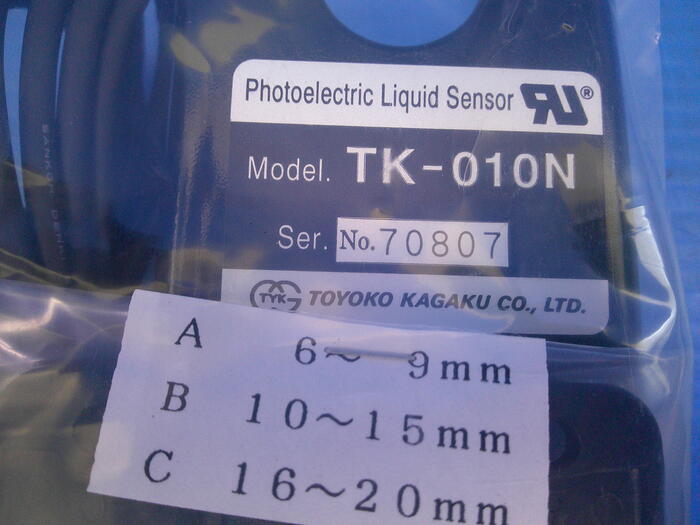 Photoelectric Liquid Sensor RU®
Model. TK-010N
Ser. No. 70807
TYK TOYOKO KAGAKU CO., LTD.
A 6~ 9mm
B 10~15mm
C 16~20mm